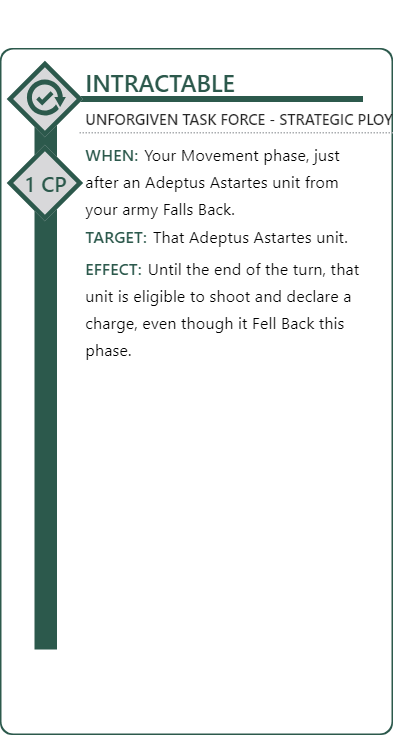 INTRACTABLE
UNFORGIVEN TASK FORCE - STRATEGIC PLOY
1 CP
WHEN: Your Movement phase, just
after an Adeptus Astartes unit from
your army Falls Back.
TARGET: That Adeptus Astartes unit.
EFFECT: Until the end of the turn, that
unit is eligible to shoot and declare a
charge, even though it Fell Back this
phase.